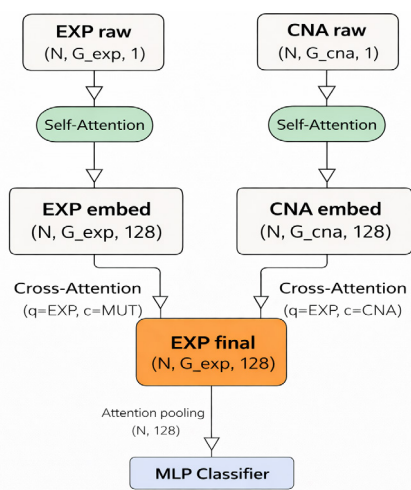 EXP raw
(N, G_exp, 1)
CNA raw
(N, G_cna, 1)
Self-Attention
Self-Attention
EXP embed
(N, G_exp, 128)
CNA embed
(N, G_cna, 128)
Cross-Attention
(q=EXP, c=MUT)
Cross-Attention
(q=EXP, c=CNA)
EXP final
(N, G_exp, 128)
Attention pooling
(N, 128)
MLP Classifier